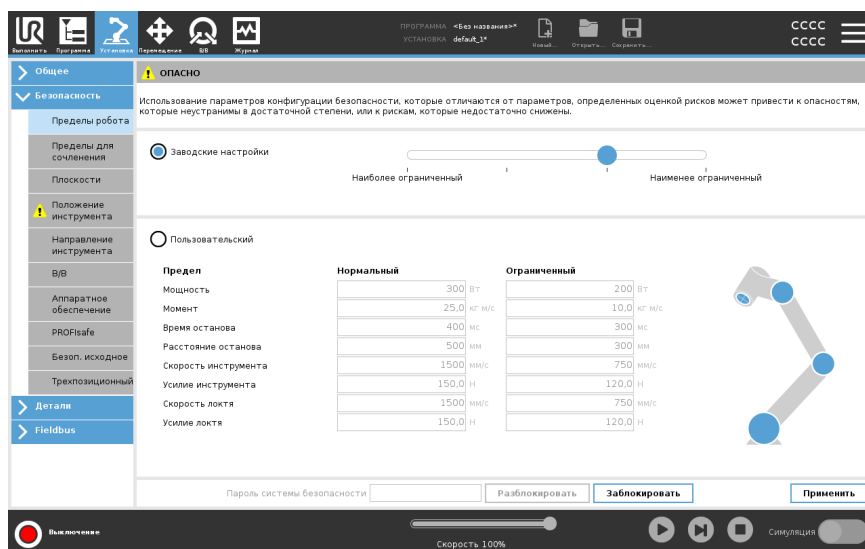 UR
Выполнить Программа Установка Перемещение В/В Журнал
ПРОГРАММА <Без названия>*
УСТАНОВКА default_1*
Новый... Открыть... Сохранить...
CCCC
CCCC
Общее
Безопасность
Пределы робота
Пределы для
сочленения
Плоскости
Положение
инструмента
Направление
инструмента
В/В
Аппаратное
обеспечение
PROFIsafe
Безоп. исходное
Трехпозиционный
Детали
Fieldbus
ОПАСНО
Использование параметров конфигурации безопасности, которые отличаются от параметров, определенных оценкой рисков может привести к опасностям,
которые неустранимы в достаточной степени, или к рискам, которые недостаточно снижены.
Заводские настройки
Наиболее ограниченный Наименее ограниченный
Пользовательский
Предел Нормальный Ограниченный
Мощность 300 Вт 200 Вт
Момент 25,0 кг м/с 10,0 кг м/с
Время останова 400 мс 300 мс
Расстояние останова 500 мм 300 мм
Скорость инструмента 1500 мм/с 750 мм/с
Усилие инструмента 150,0 Н 120,0 Н
Скорость локтя 1500 мм/с 750 мм/с
Усилие локтя 150,0 Н 120,0 Н
Пароль системы безопасности Разблокировать Заблокировать Применить
Выключение
Скорость 100%
Симуляция